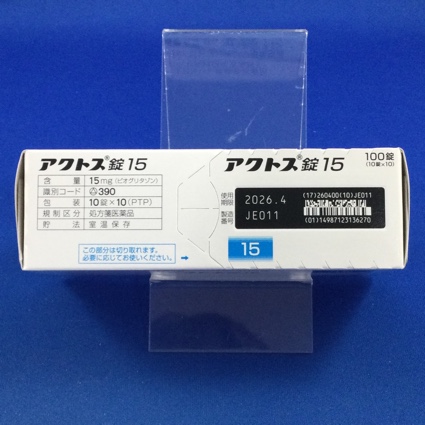 アクトス錠15
含量 15mg(ピオグリタゾン)
識別コード 390
包装 10錠×10(PTP)
規制区分 処方箋医薬品
貯法 室温保存
この部分は切り取れます。
必要に応じてお使いください。
アクトス錠15
100錠
(10錠×10)
使用期限 2026.4
製造番号 JE011
(17)260400(10)JE011
(01)14987123136270
15